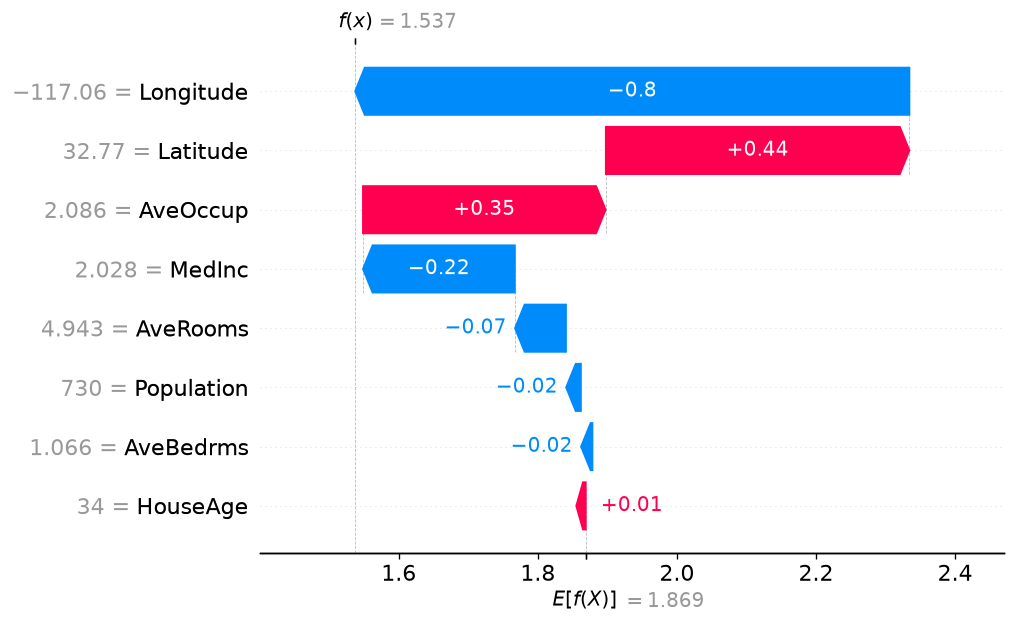 f(x) = 1.537
−117.06 = Longitude −0.8
32.77 = Latitude +0.44
2.086 = AveOccup +0.35
2.028 = MedInc −0.22
4.943 = AveRooms −0.07
730 = Population −0.02
1.066 = AveBedrms −0.02
34 = HouseAge +0.01
1.6 1.8 2.0 2.2 2.4
E[f(X)] = 1.869